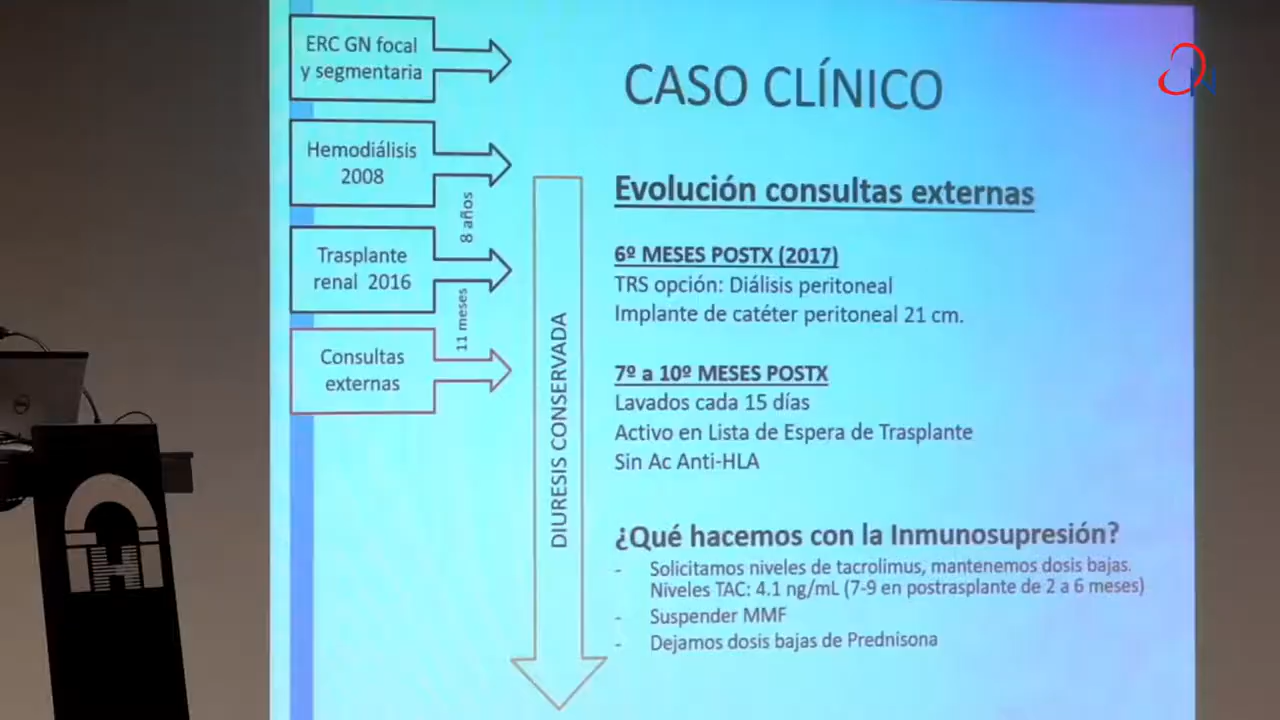 ERC GN focal
y segmentaria
Hemodiálisis
2008
8 años
Trasplante
renal 2016
11 meses
Consultas
externas
DIURESIS CONSERVADA
CASO CLÍNICO
Evolución consultas externas
6º MESES POSTX (2017)
TRS opción: Diálisis peritoneal
Implante de catéter peritoneal 21 cm.
7º a 10º MESES POSTX
Lavados cada 15 días
Activo en Lista de Espera de Trasplante
Sin Ac Anti-HLA
¿Qué hacemos con la Inmunosupresión?
- Solicitamos niveles de tacrolimus, mantenemos dosis bajas.
Niveles TAC: 4.1 ng/mL (7-9 en postrasplante de 2 a 6 meses)
- Suspender MMF
- Dejamos dosis bajas de Prednisona